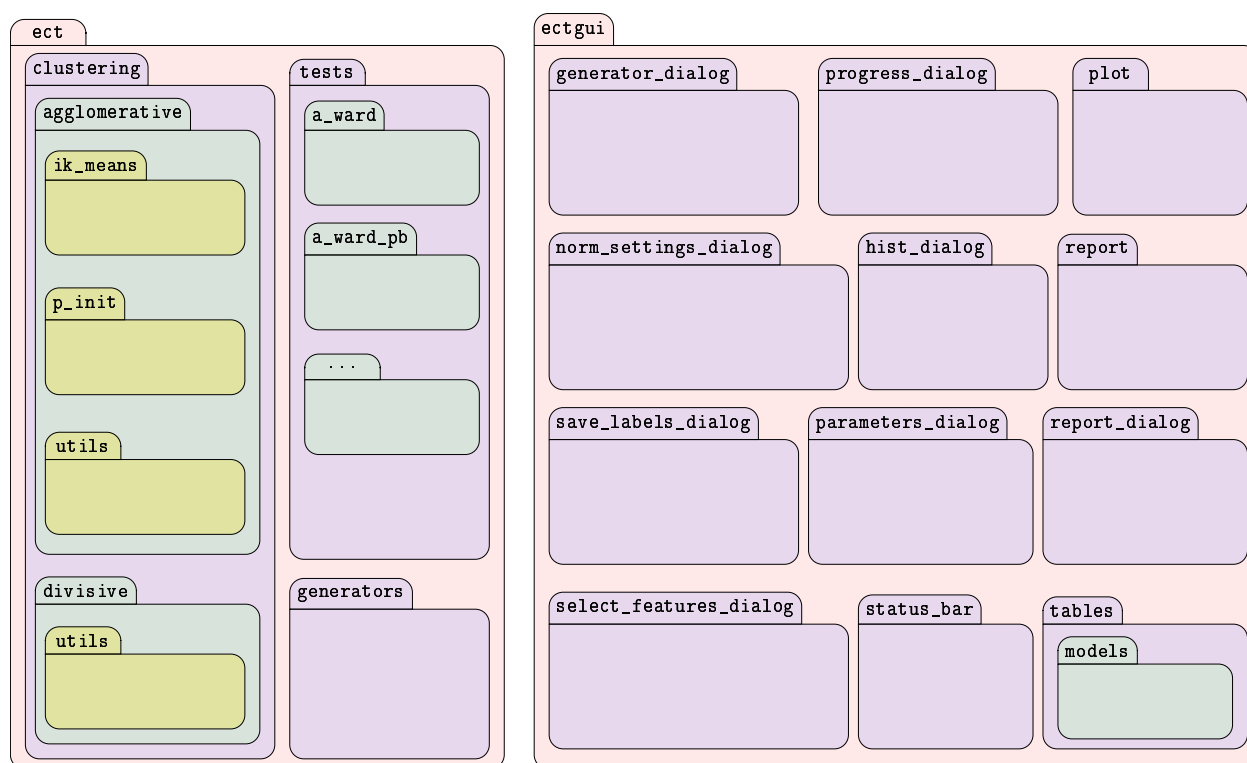 ect
clustering
agglomerative
ik_means
p_init
utils
divisive
utils
tests
a_ward
a_ward_pb
...
generators
ectgui
generator_dialog
progress_dialog
plot
norm_settings_dialog
hist_dialog
report
save_labels_dialog
parameters_dialog
report_dialog
select_features_dialog
status_bar
tables
models